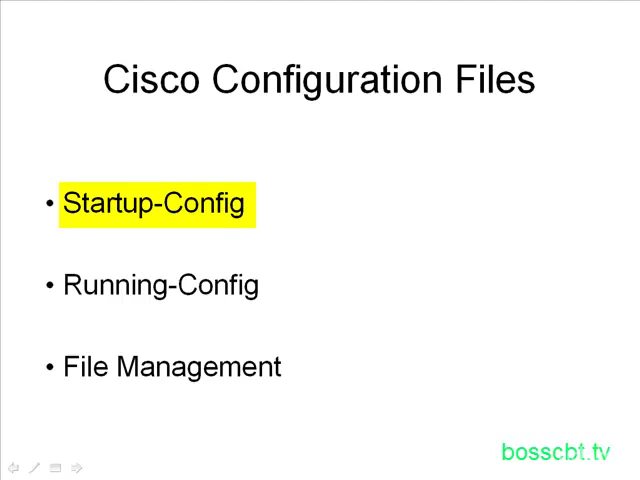 Cisco Configuration Files
• Startup-Config
• Running-Config
• File Management
bosscbt.tv